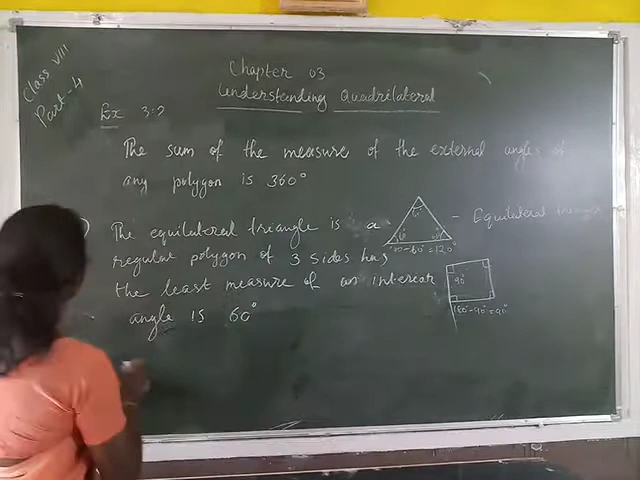 Class VIII
Part-4
Chapter 03
Understanding Quadrilateral
Ex 3.2
The sum of the measure of the external angles of
any polygon is 360°
) The equilateral triangle is a
regular polygon of 3 sides has
the least measure of an interior
angle is 60°
60° 60°
180-60°=120°
- Equilateral triangle
90°
180°-90°=90°